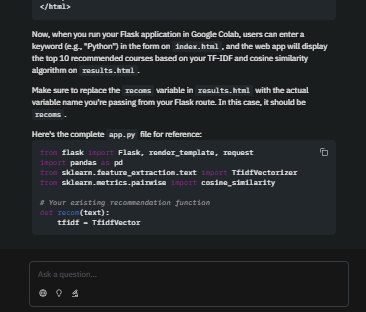 </html>
Now, when you run your Flask application in Google Colab, users can enter a
keyword (e.g., "Python") in the form on index.html, and the web app will display
the top 10 recommended courses based on your TF-IDF and cosine similarity
algorithm on results.html.
Make sure to replace the recoms variable in results.html with the actual
variable name you're passing from your Flask route. In this case, it should be
recoms.
Here's the complete app.py file for reference:
from flask import Flask, render_template, request
import pandas as pd
from sklearn.feature_extraction.text import TfidfVectorizer
from sklearn.metrics.pairwise import cosine_similarity
# Your existing recommendation function
def recom(text):
tfidf = TfidfVector
Ask a question...